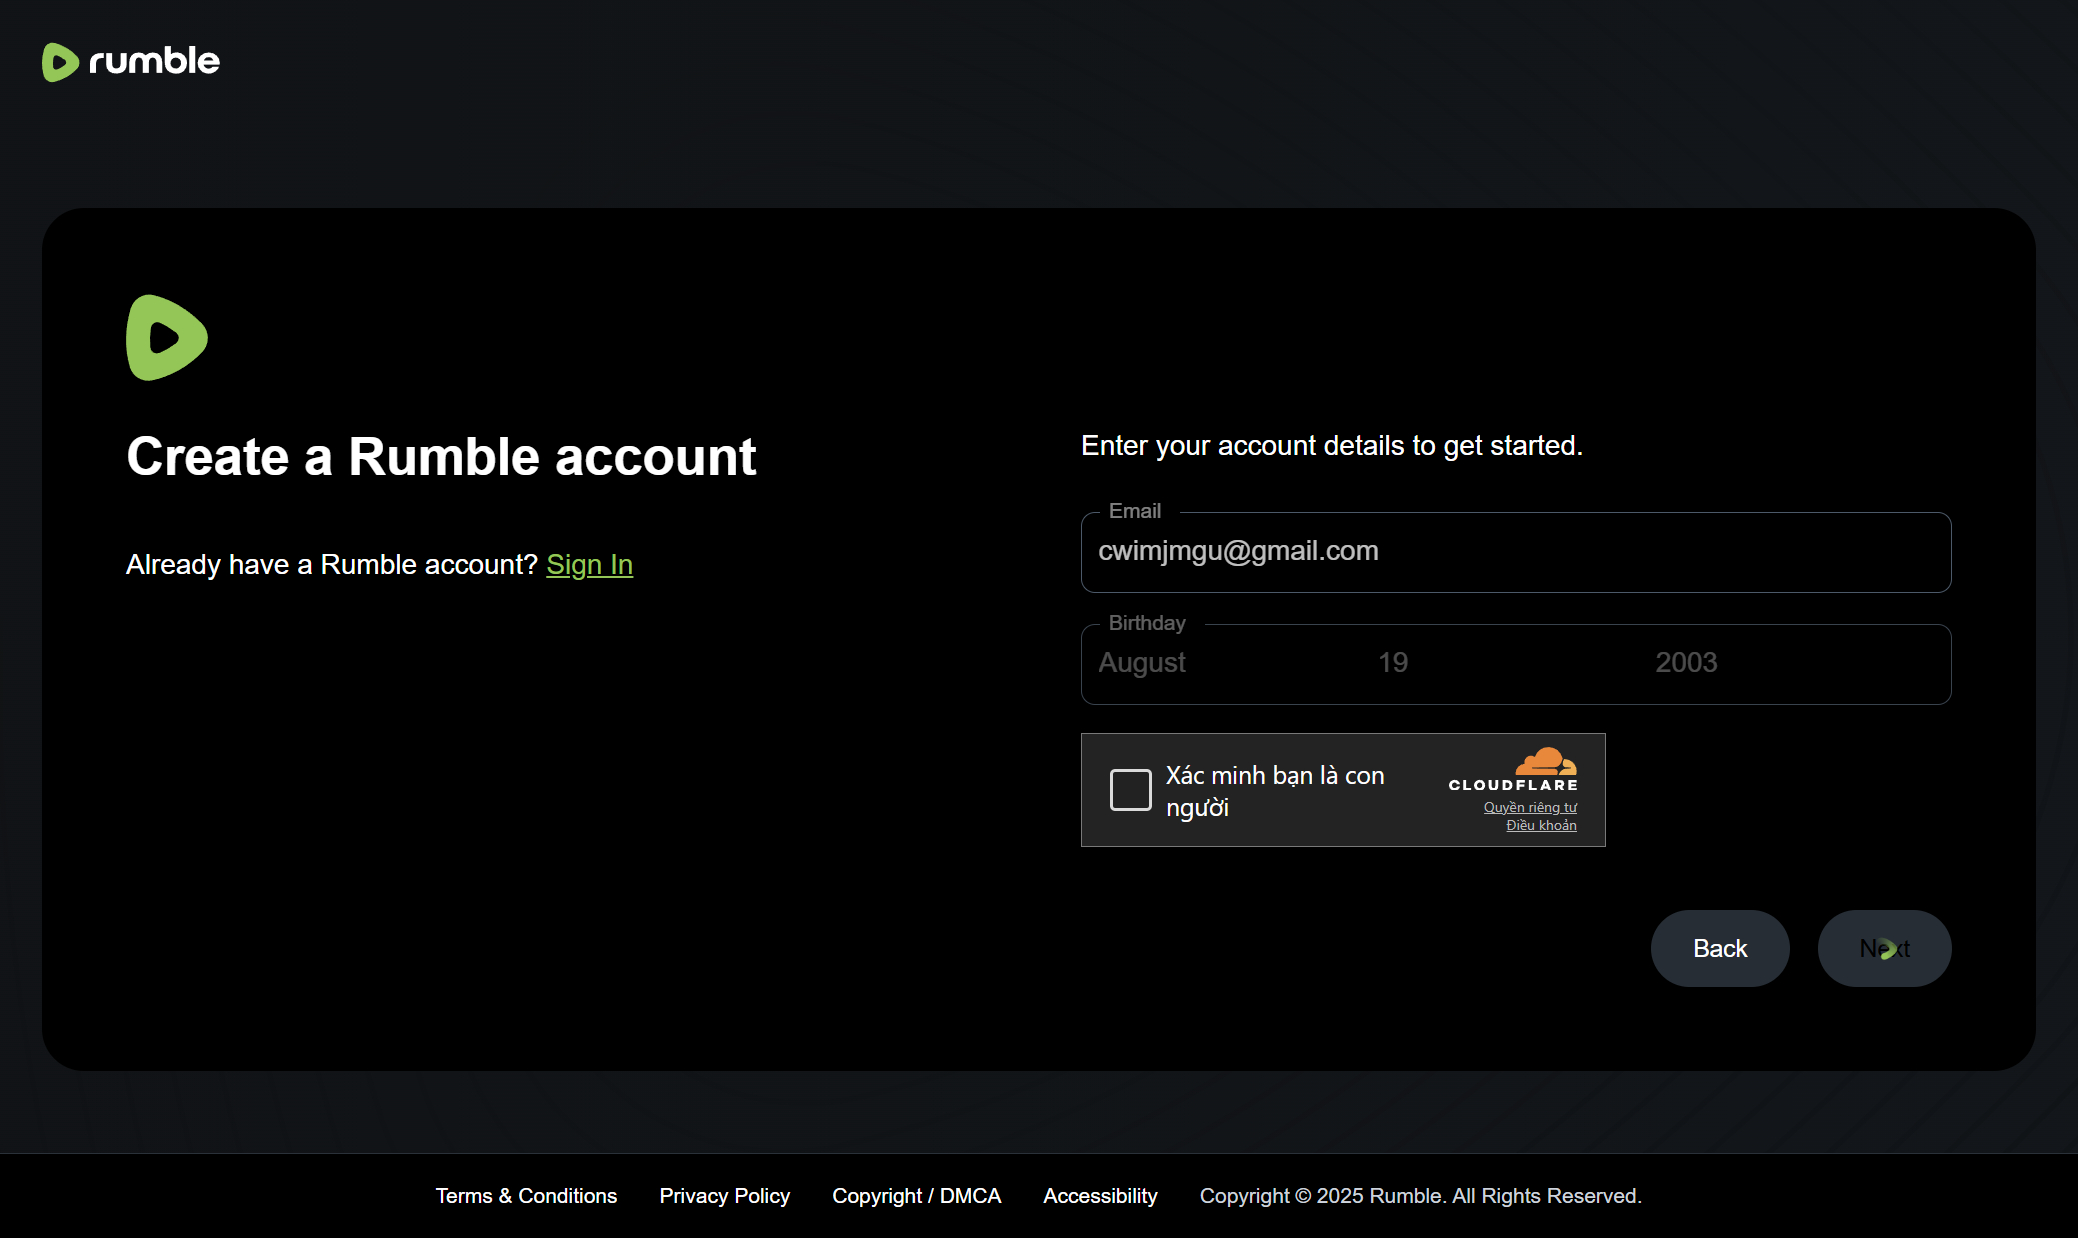 rumble
Create a Rumble account
Already have a Rumble account? Sign In
Enter your account details to get started.
Email
cwimjmgu@gmail.com
Birthday
August 19 2003
Xác minh bạn là con
người
CLOUDFLARE
Quyền riêng tư
Điều khoản
Back
Next
Terms & Conditions Privacy Policy Copyright / DMCA Accessibility Copyright © 2025 Rumble. All Rights Reserved.